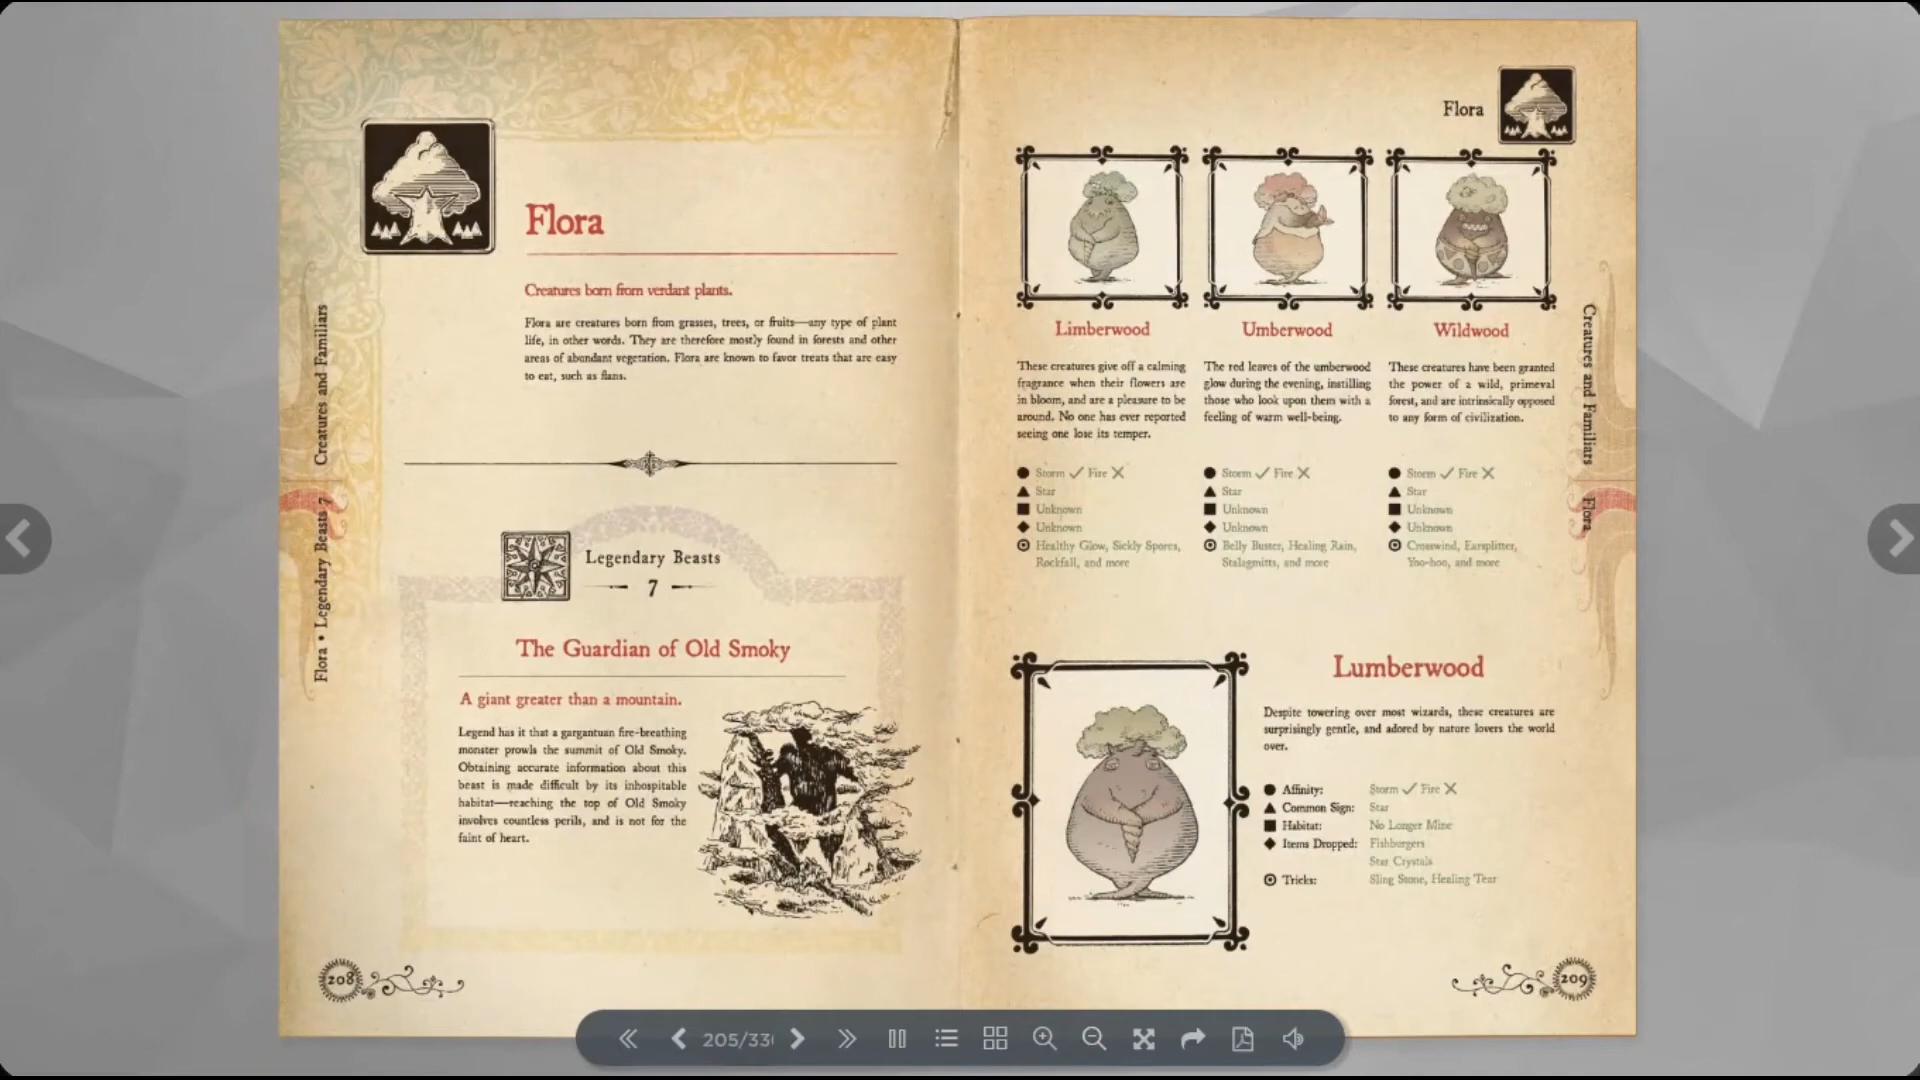 Flora
Creatures born from verdant plants.
Flora are creatures born from grasses, trees, or fruits—any type of plant
life, in other words. They are therefore mostly found in forests and other
areas of abundant vegetation. Flora are known to favor treats that are easy
to eat, such as flans.
Legendary Beasts
7
The Guardian of Old Smoky
A giant greater than a mountain.
Legend has it that a gargantuan fire-breathing
monster prowls the summit of Old Smoky.
Obtaining accurate information about this
beast is made difficult by its inhospitable
habitat—reaching the top of Old Smoky
involves countless perils, and is not for the
faint of heart.
Creatures and Familiars
Flora • Legendary Beasts 7
208
Flora
Limberwood
These creatures give off a calming
fragrance when their flowers are
in bloom, and are a pleasure to be
around. No one has ever reported
seeing one lose its temper.
Storm ✓ Fire ✕
Star
Unknown
Unknown
Healthy Glow, Sickly Spores,
Rockfall, and more
Umberwood
The red leaves of the umberwood
glow during the evening, instilling
those who look upon them with a
feeling of warm well-being.
Storm ✓ Fire ✕
Star
Unknown
Unknown
Belly Buster, Healing Rain,
Stalagmitts, and more
Wildwood
These creatures have been granted
the power of a wild, primeval
forest, and are intrinsically opposed
to any form of civilization.
Storm ✓ Fire ✕
Star
Unknown
Unknown
Crosswind, Earsplitter,
Yoo-hoo, and more
Lumberwood
Despite towering over most wizards, these creatures are
surprisingly gentle, and adored by nature lovers the world
over.
Affinity: Storm ✓ Fire ✕
Common Sign: Star
Habitat: No Longer Mine
Items Dropped: Fishburgers
Star Crystals
Tricks: Sling Stone, Healing Tear
Creatures and Familiars
Flora
209
205/33